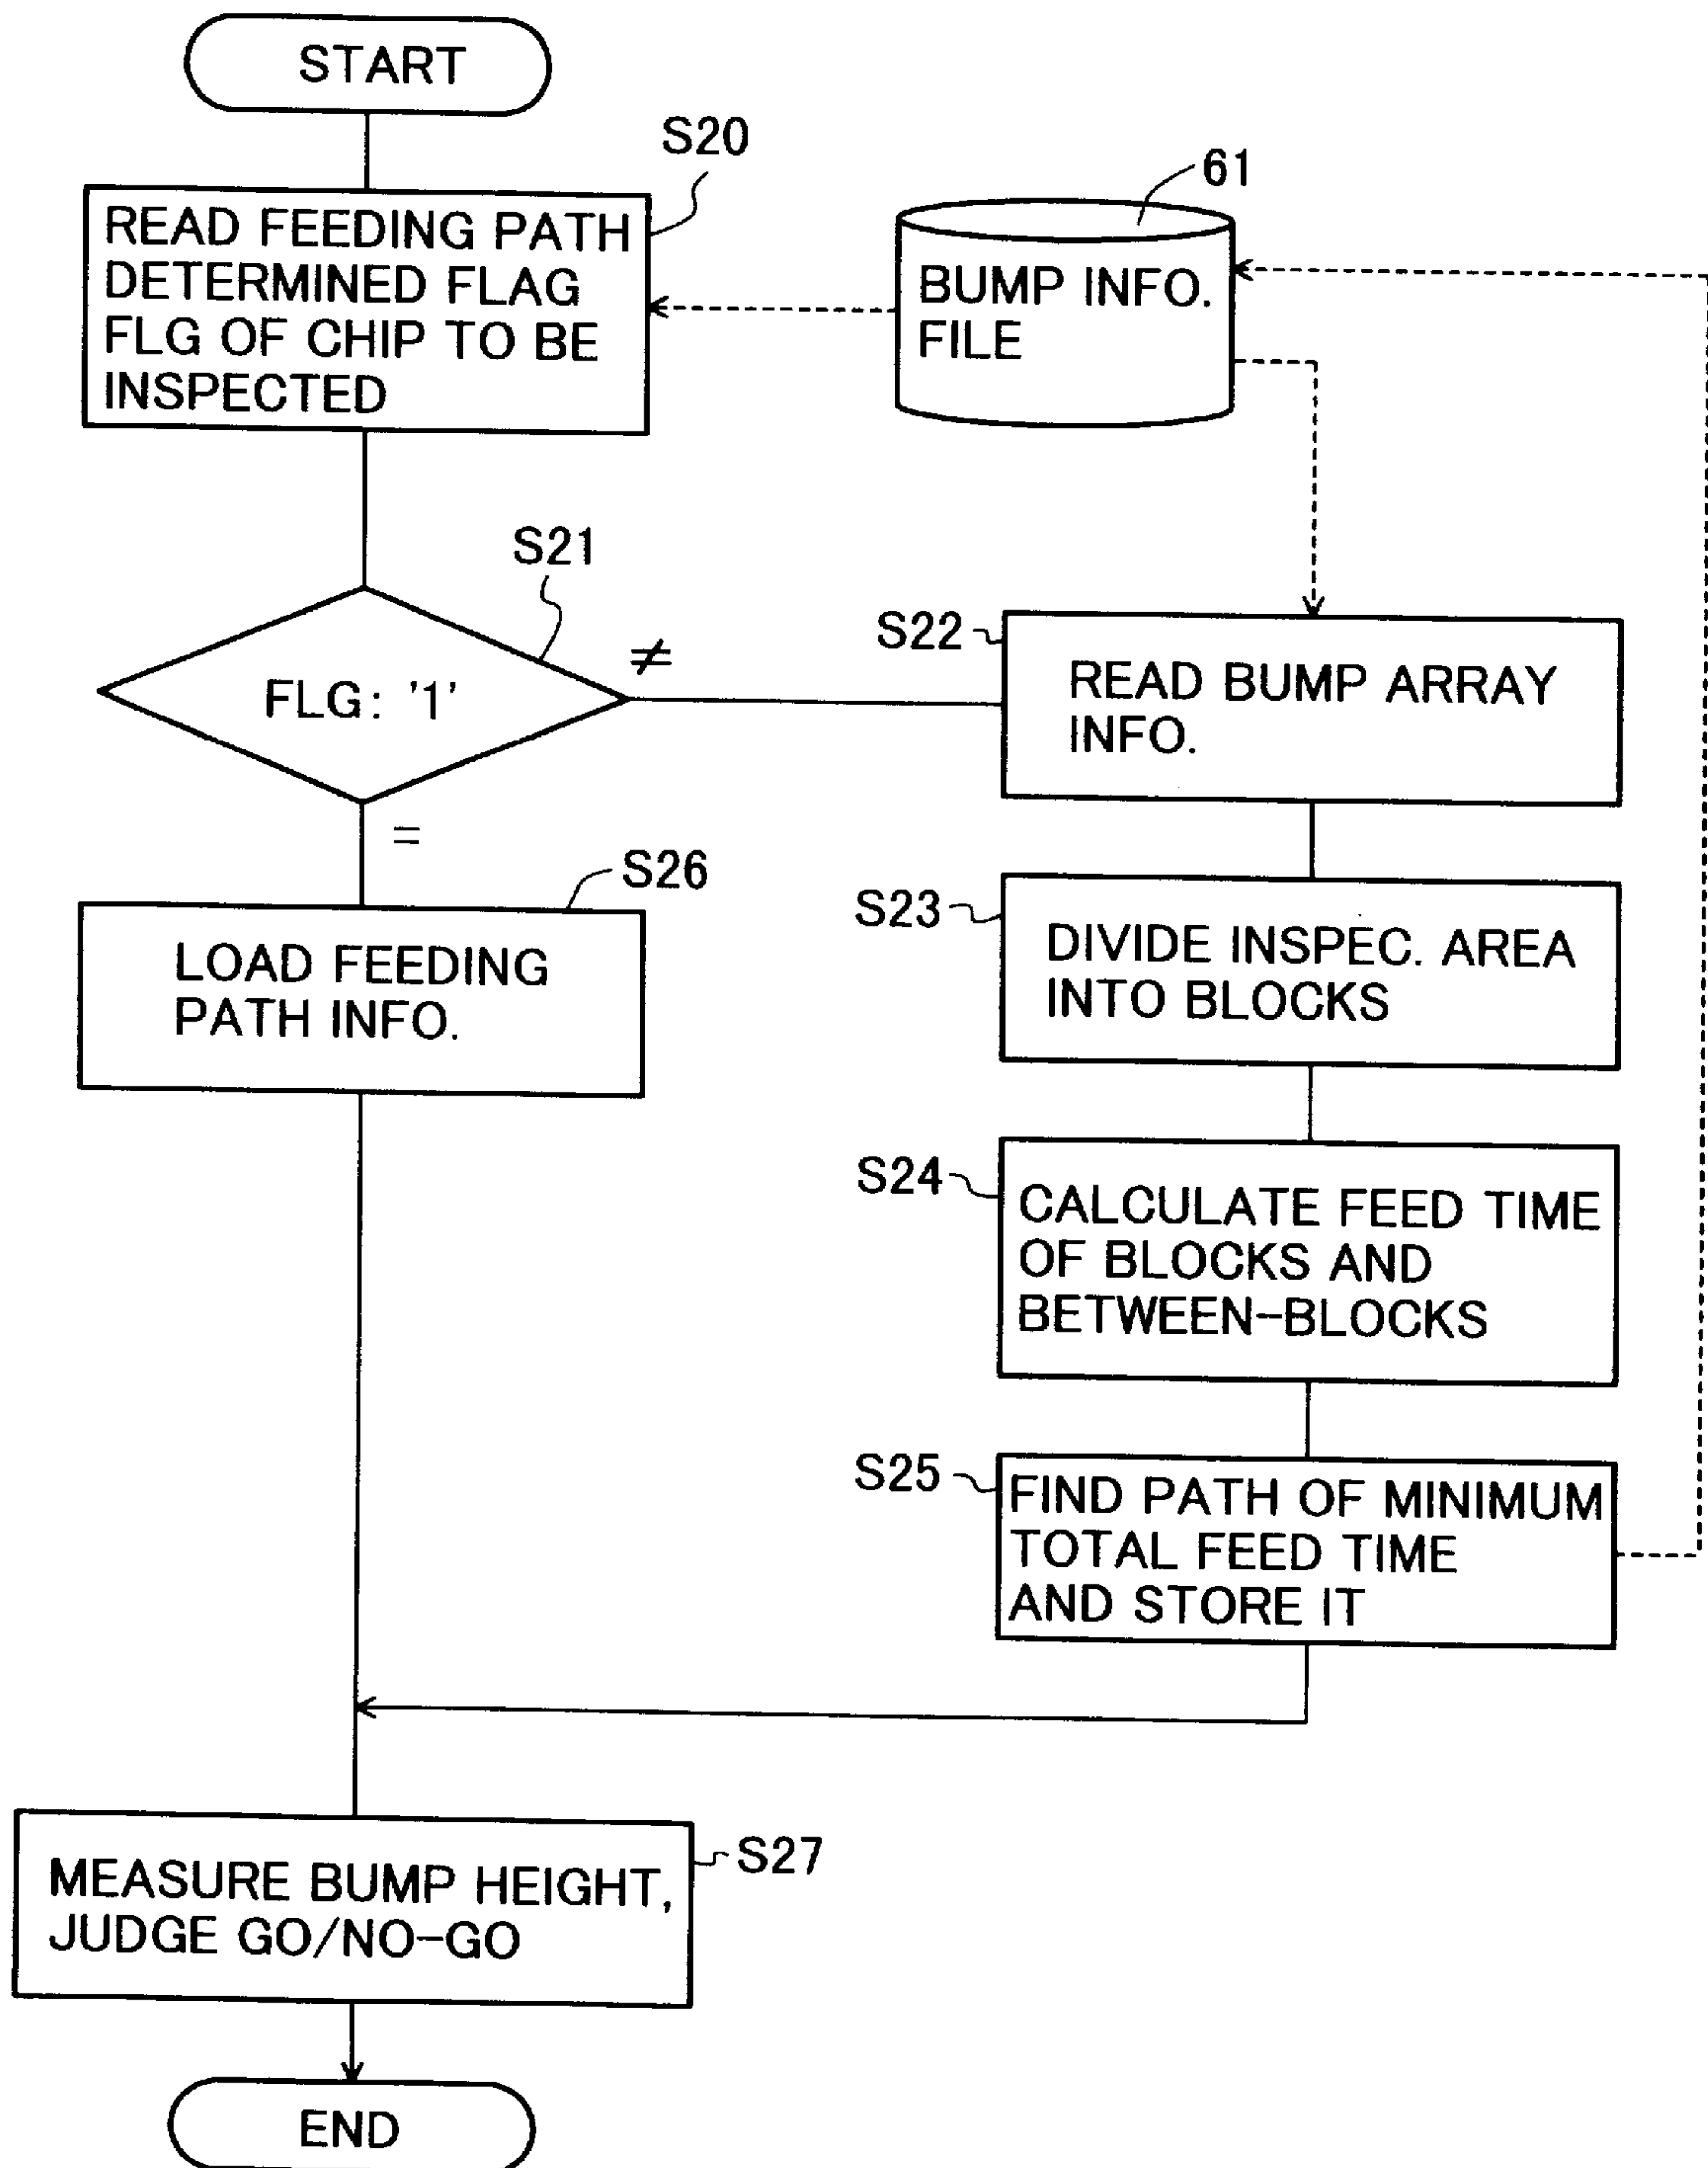 START
S20
READ FEEDING PATH
DETERMINED FLAG
FLG OF CHIP TO BE
INSPECTED
61
BUMP INFO.
FILE
S21
FLG: '1'
≠
=
S22
READ BUMP ARRAY
INFO.
S26
LOAD FEEDING
PATH INFO.
S23
DIVIDE INSPEC. AREA
INTO BLOCKS
S24
CALCULATE FEED TIME
OF BLOCKS AND
BETWEEN-BLOCKS
S25
FIND PATH OF MINIMUM
TOTAL FEED TIME
AND STORE IT
S27
MEASURE BUMP HEIGHT,
JUDGE GO/NO-GO
END